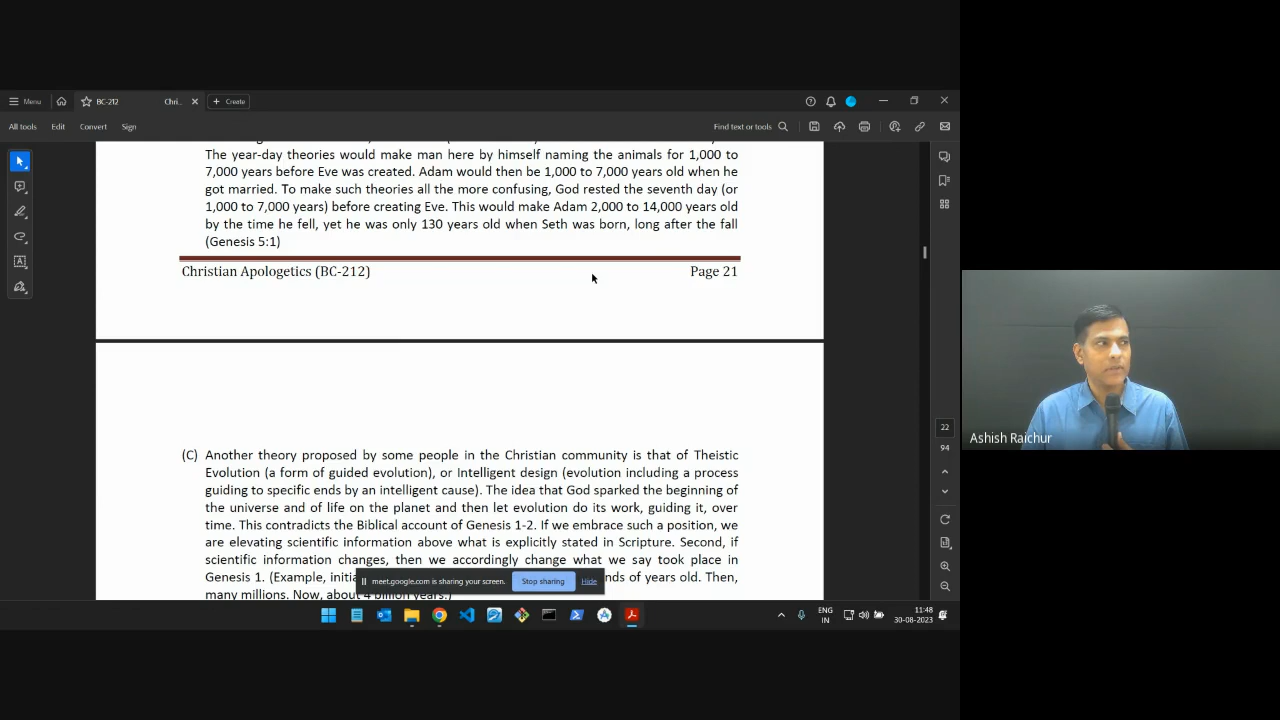 Menu
BC-212
Chri...
Create
All tools
Edit
Convert
Sign
Find text or tools
The year-day theories would make man here by himself naming the animals for 1,000 to
7,000 years before Eve was created. Adam would then be 1,000 to 7,000 years old when he
got married. To make such theories all the more confusing, God rested the seventh day (or
1,000 to 7,000 years) before creating Eve. This would make Adam 2,000 to 14,000 years old
by the time he fell, yet he was only 130 years old when Seth was born, long after the fall
(Genesis 5:1)
Christian Apologetics (BC-212)
Page 21
(C) Another theory proposed by some people in the Christian community is that of Theistic
Evolution (a form of guided evolution), or Intelligent design (evolution including a process
guiding to specific ends by an intelligent cause). The idea that God sparked the beginning of
the universe and of life on the planet and then let evolution do its work, guiding it, over
time. This contradicts the Biblical account of Genesis 1-2. If we embrace such a position, we
are elevating scientific information above what is explicitly stated in Scripture. Second, if
scientific information changes, then we accordingly change what we say took place in
Genesis 1. (Example, initia
nds of years old. Then,
many millions. Now, about 4 billion years.)
meet.google.com is sharing your screen.
Stop sharing
Hide
22
94
Ashish Raichur
ENG
IN
11:48
30-08-2023